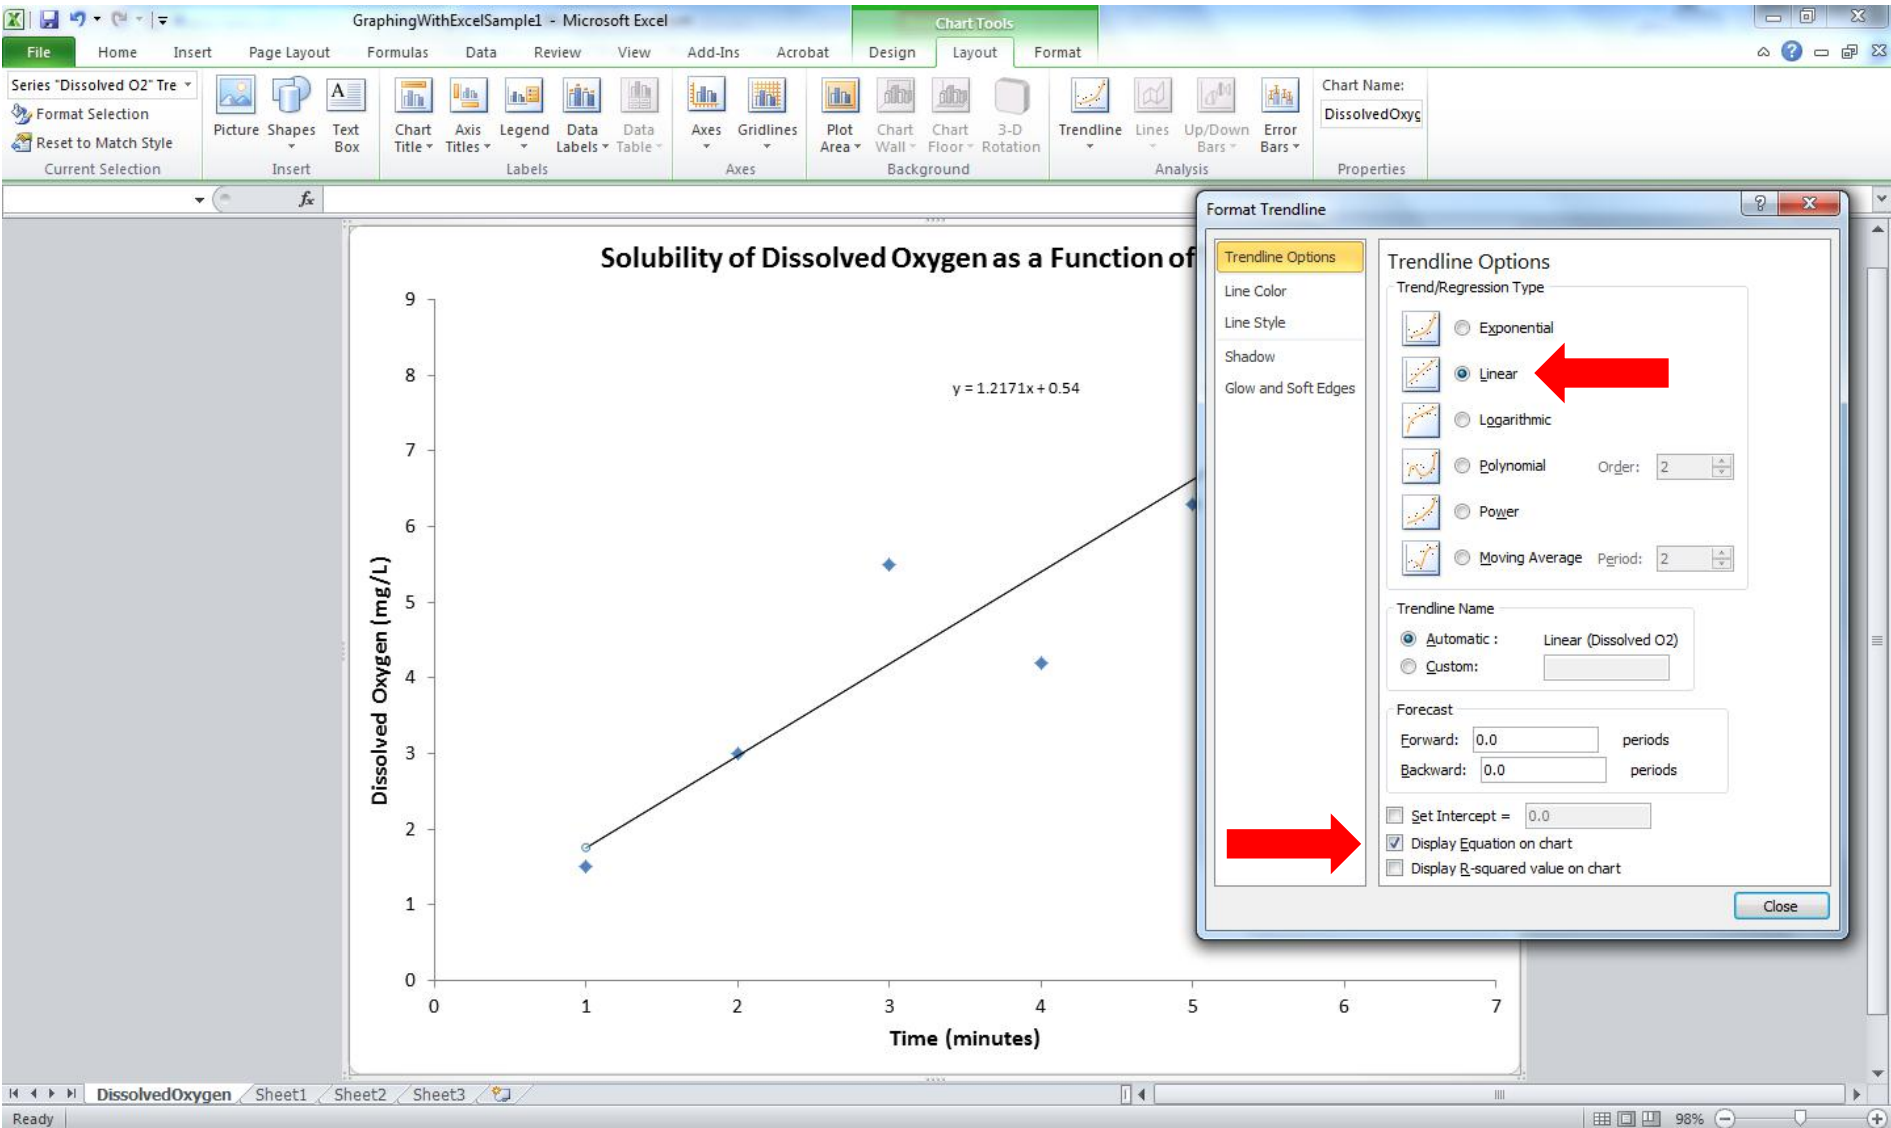 GraphingWithExcelSample1 - Microsoft Excel
Chart Tools
File Home Insert Page Layout Formulas Data Review View Add-Ins Acrobat Design Layout Format
Series "Dissolved O2" Tre
Format Selection
Reset to Match Style
Current Selection
Picture Shapes Text Box
Insert
Chart Title Axis Titles Legend Data Labels Data Table
Labels
Axes Gridlines
Axes
Plot Area Chart Wall Chart Floor 3-D Rotation
Background
Trendline Lines Up/Down Bars Error Bars
Analysis
Chart Name:
DissolvedOxyg
Properties
fx
Solubility of Dissolved Oxygen as a Function of
9
8
7
6
5
4
3
2
1
0
Dissolved Oxygen (mg/L)
y = 1.2171x + 0.54
0 1 2 3 4 5 6 7
Time (minutes)
Format Trendline
Trendline Options
Line Color
Line Style
Shadow
Glow and Soft Edges
Trendline Options
Trend/Regression Type
Exponential
Linear
Logarithmic
Polynomial Order: 2
Power
Moving Average Period: 2
Trendline Name
Automatic : Linear (Dissolved O2)
Custom:
Forecast
Forward: 0.0 periods
Backward: 0.0 periods
Set Intercept = 0.0
Display Equation on chart
Display R-squared value on chart
Close
DissolvedOxygen Sheet1 Sheet2 Sheet3
Ready
98%